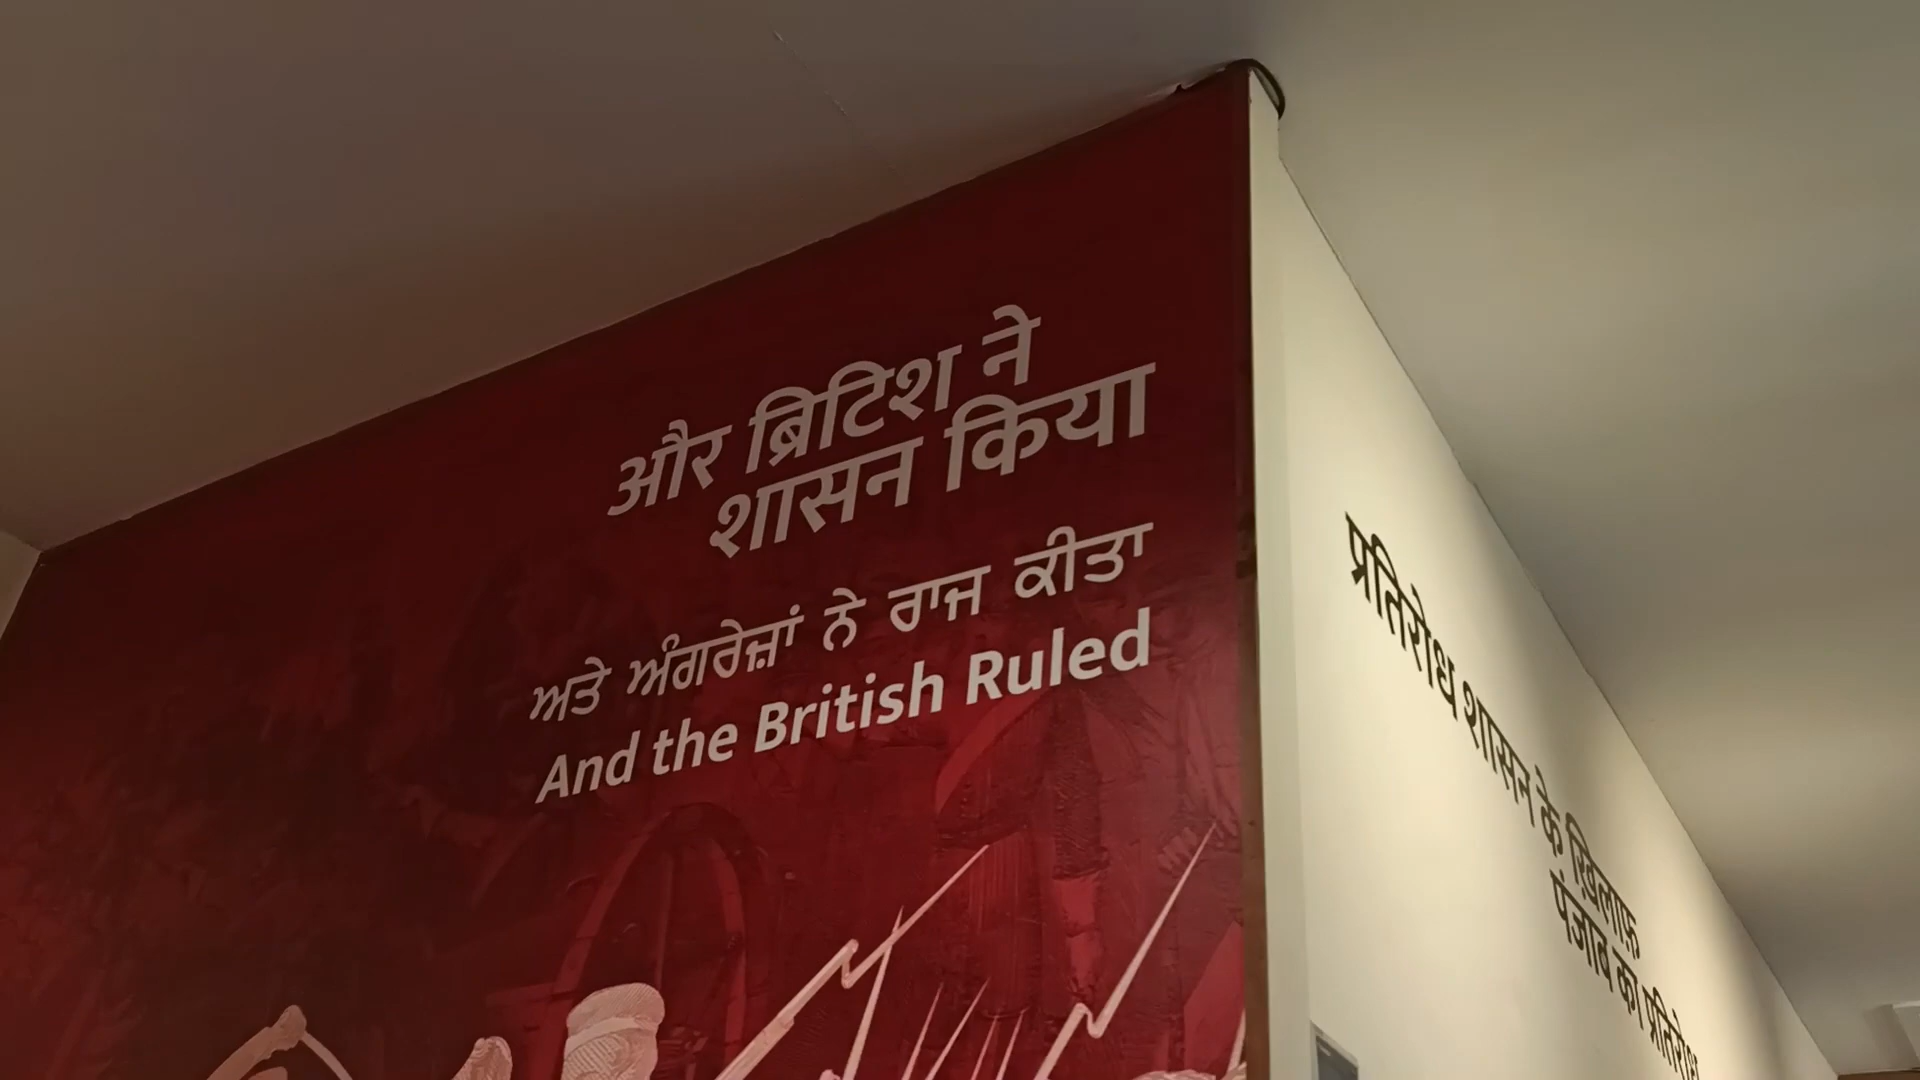 और ब्रिटिश ने
शासन किया
ਅਤੇ ਅੰਗਰੇਜ਼ਾਂ ਨੇ ਰਾਜ ਕੀਤਾ
And the British Ruled
प्रतिरोध शासन के ख़िलाफ़
पंजाब का प्रतिरोध